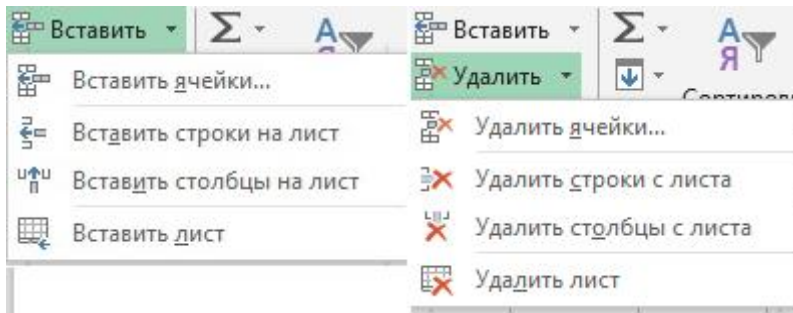 Вставить
Σ
А
Я
Вставить ячейки...
Вставить строки на лист
Вставить столбцы на лист
Вставить лист
Вставить
Σ
А
Я
Удалить
Удалить ячейки...
Удалить строки с листа
Удалить столбцы с листа
Удалить лист